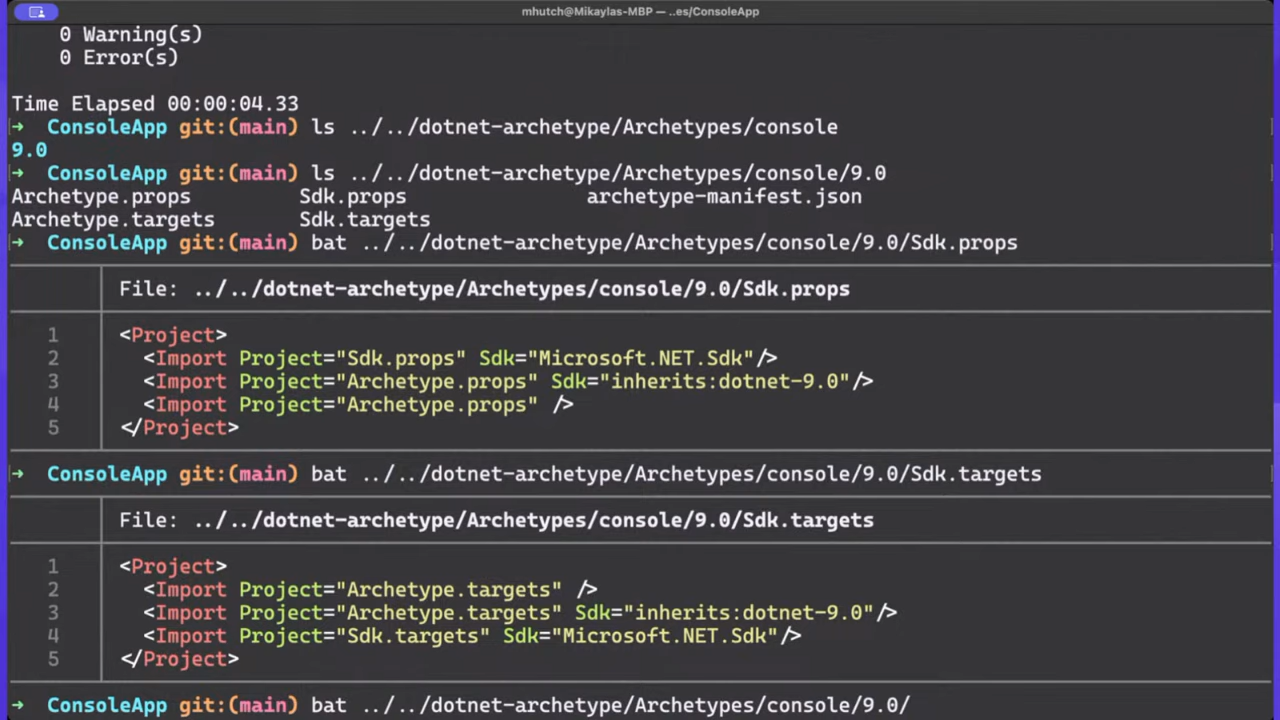 mhutch@Mikaylas-MBP — ..es/ConsoleApp
0 Warning(s)
0 Error(s)
Time Elapsed 00:00:04.33
→ ConsoleApp git:(main) ls ../../dotnet-archetype/Archetypes/console
9.0
→ ConsoleApp git:(main) ls ../../dotnet-archetype/Archetypes/console/9.0
Archetype.props Sdk.props archetype-manifest.json
Archetype.targets Sdk.targets
→ ConsoleApp git:(main) bat ../../dotnet-archetype/Archetypes/console/9.0/Sdk.props
File: ../../dotnet-archetype/Archetypes/console/9.0/Sdk.props
1 <Project>
2 <Import Project="Sdk.props" Sdk="Microsoft.NET.Sdk"/>
3 <Import Project="Archetype.props" Sdk="inherits:dotnet-9.0"/>
4 <Import Project="Archetype.props" />
5 </Project>
→ ConsoleApp git:(main) bat ../../dotnet-archetype/Archetypes/console/9.0/Sdk.targets
File: ../../dotnet-archetype/Archetypes/console/9.0/Sdk.targets
1 <Project>
2 <Import Project="Archetype.targets" />
3 <Import Project="Archetype.targets" Sdk="inherits:dotnet-9.0"/>
4 <Import Project="Sdk.targets" Sdk="Microsoft.NET.Sdk"/>
5 </Project>
→ ConsoleApp git:(main) bat ../../dotnet-archetype/Archetypes/console/9.0/